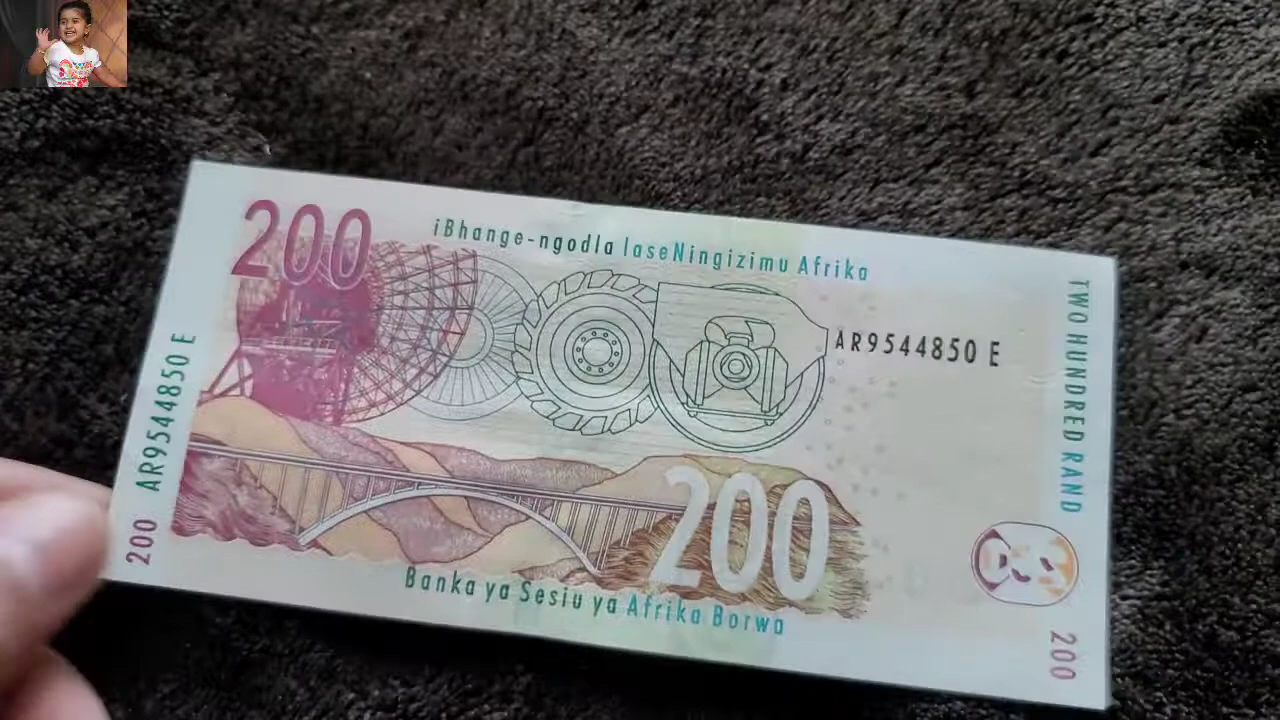 200
iBhange-ngodla laseNingizimu Afrika
AR9544850 E
TWO HUNDRED RAND
AR9544850 E
200
200
Banka ya Sesiu ya Afrika Borwa
200